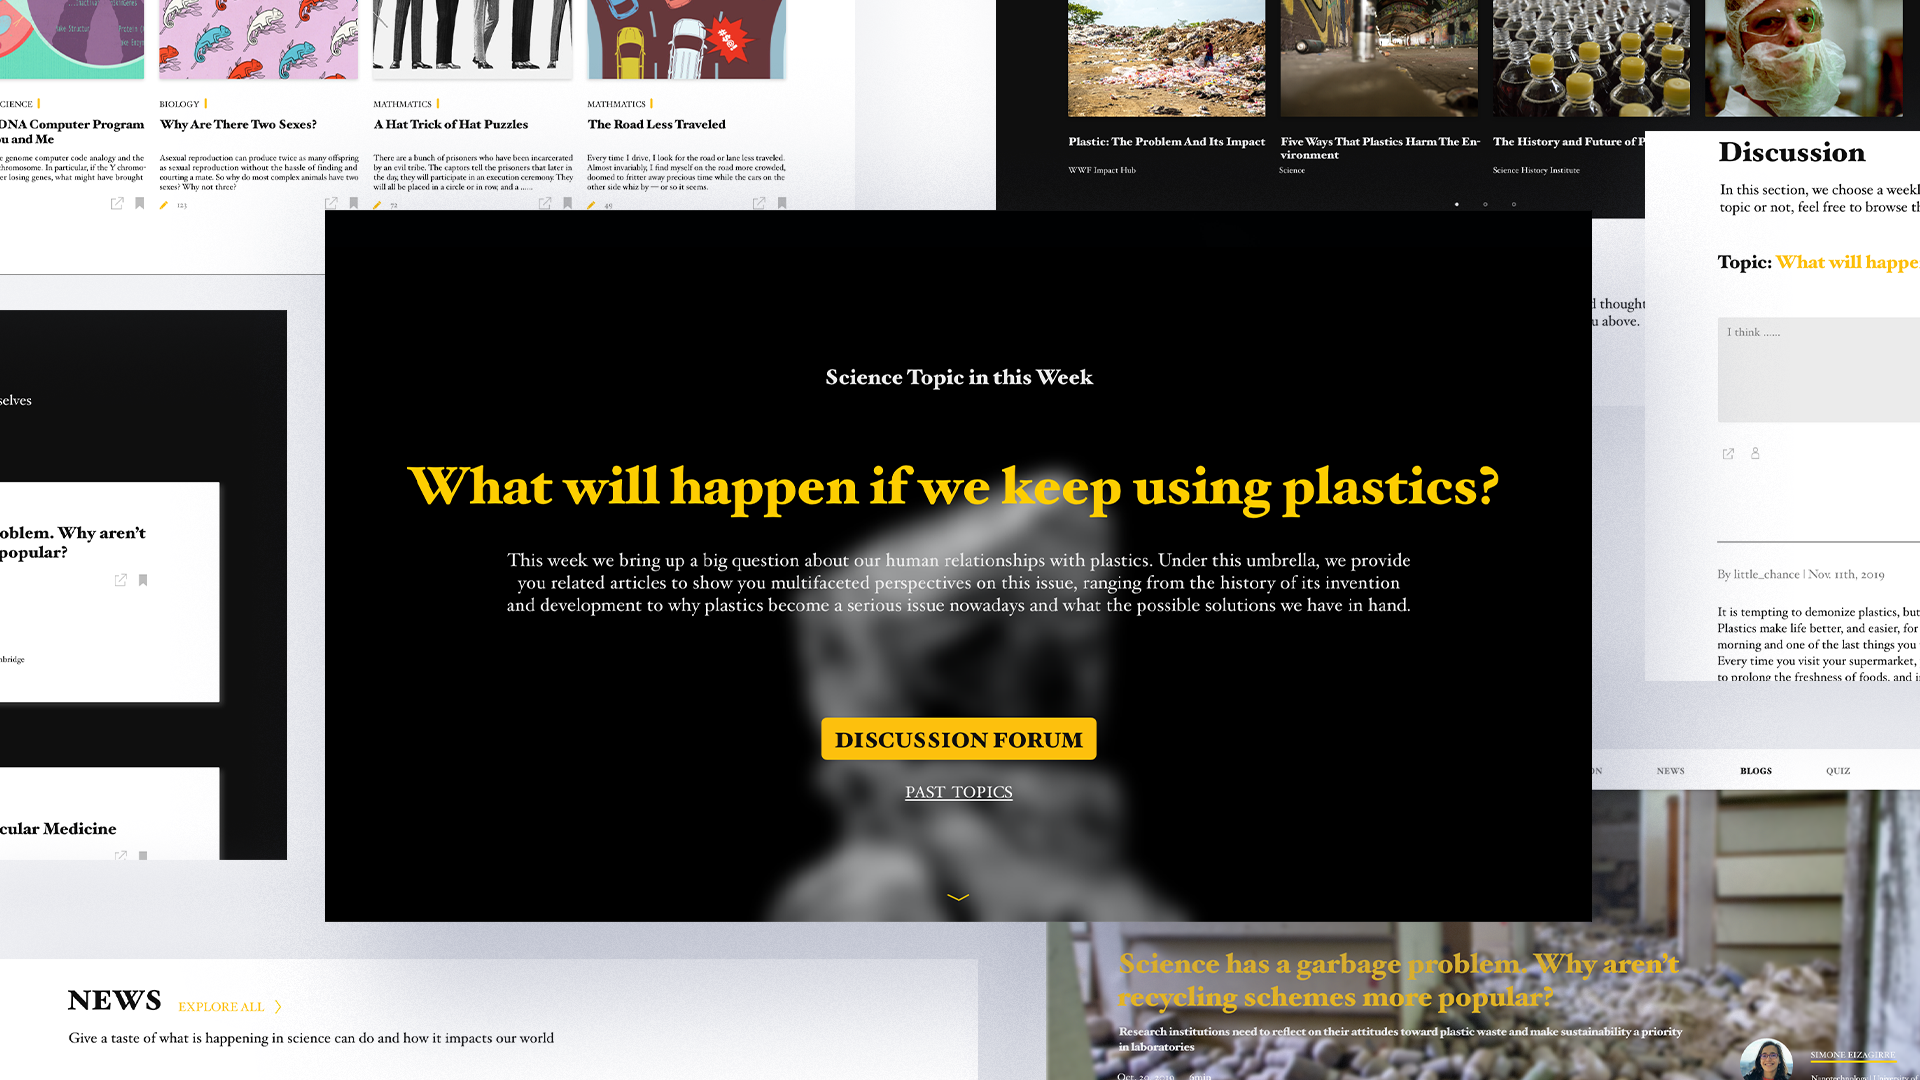 CIENCE
DNA Computer Program
ou and Me
e genome computer code analogy and the
chromosome. In particular, if the Y chromo-
er losing genes, what might have brought
BIOLOGY
Why Are There Two Sexes?
Asexual reproduction can produce twice as many offspring
as sexual reproduction without the hassle of finding and
courting a mate. So why do most complex animals have two
sexes? Why not three?
123
MATHMATICS
A Hat Trick of Hat Puzzles
There are a bunch of prisoners who have been incarcerated
by an evil tribe. The captors tell the prisoners that later in
the day, they will participate in an execution ceremony. They
will all be placed in a circle or in row, and a ......
72
MATHMATICS
The Road Less Traveled
Every time I drive, I look for the road or lane less traveled.
Almost invariably, I find myself on the road more crowded,
doomed to fritter away precious time while the cars on the
other side whiz by — or so it seems.
49
Plastic: The Problem And Its Impact
WWF Impact Hub
Five Ways That Plastics Harm The En-
vironment
Science
The History and Future of P
Science History Institute
Discussion
In this section, we choose a weekl
topic or not, feel free to browse th
Topic: What will happe
I think ......
d thought
u above.
By little_chance | Nov. 11th, 2019
It is tempting to demonize plastics, but
Plastics make life better, and easier, for
morning and one of the last things you
Every time you visit your supermarket,
to prolong the freshness of foods, and i
selves
oblem. Why aren't
popular?
nbridge
cular Medicine
Science Topic in this Week
What will happen if we keep using plastics?
This week we bring up a big question about our human relationships with plastics. Under this umbrella, we provide
you related articles to show you multifaceted perspectives on this issue, ranging from the history of its invention
and development to why plastics become a serious issue nowadays and what the possible solutions we have in hand.
DISCUSSION FORUM
PAST TOPICS
ON
NEWS
BLOGS
QUIZ
NEWS
EXPLORE ALL
Give a taste of what is happening in science can do and how it impacts our world
Science has a garbage problem. Why aren't
recycling schemes more popular?
Research institutions need to reflect on their attitudes toward plastic waste and make sustainability a priority
in laboratories
Oct. 20, 2019
6min
SIMONE EIZAGIRRE
Nanotechnology | University of